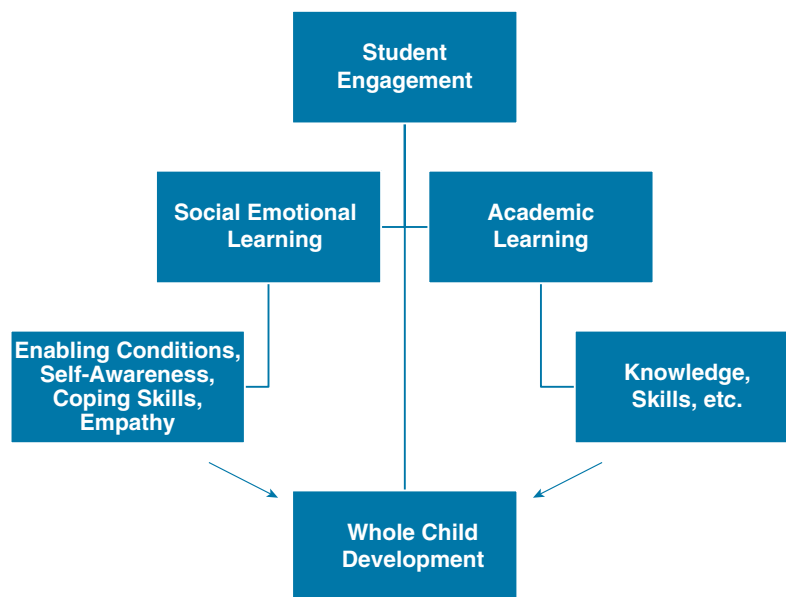 Student
Engagement
Social Emotional
Learning
Academic
Learning
Enabling Conditions,
Self-Awareness,
Coping Skills,
Empathy
Knowledge,
Skills, etc.
Whole Child
Development